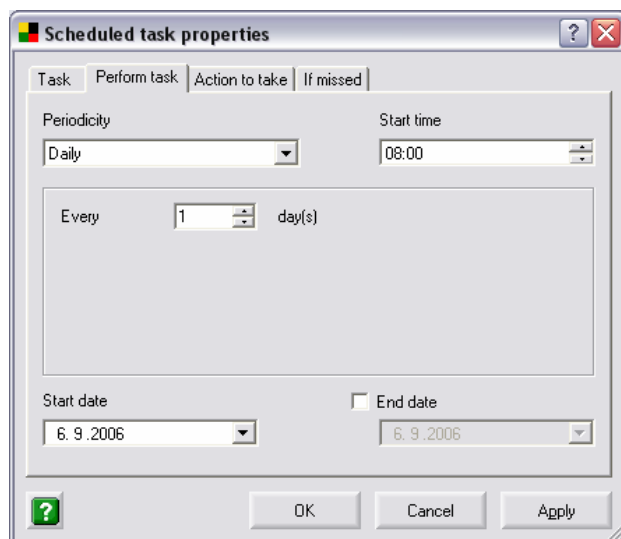 Scheduled task properties
Task Perform task Action to take If missed
Periodicity Start time
Daily 08:00
Every 1 day(s)
Start date End date
6. 9 .2006 6. 9 .2006
OK Cancel Apply